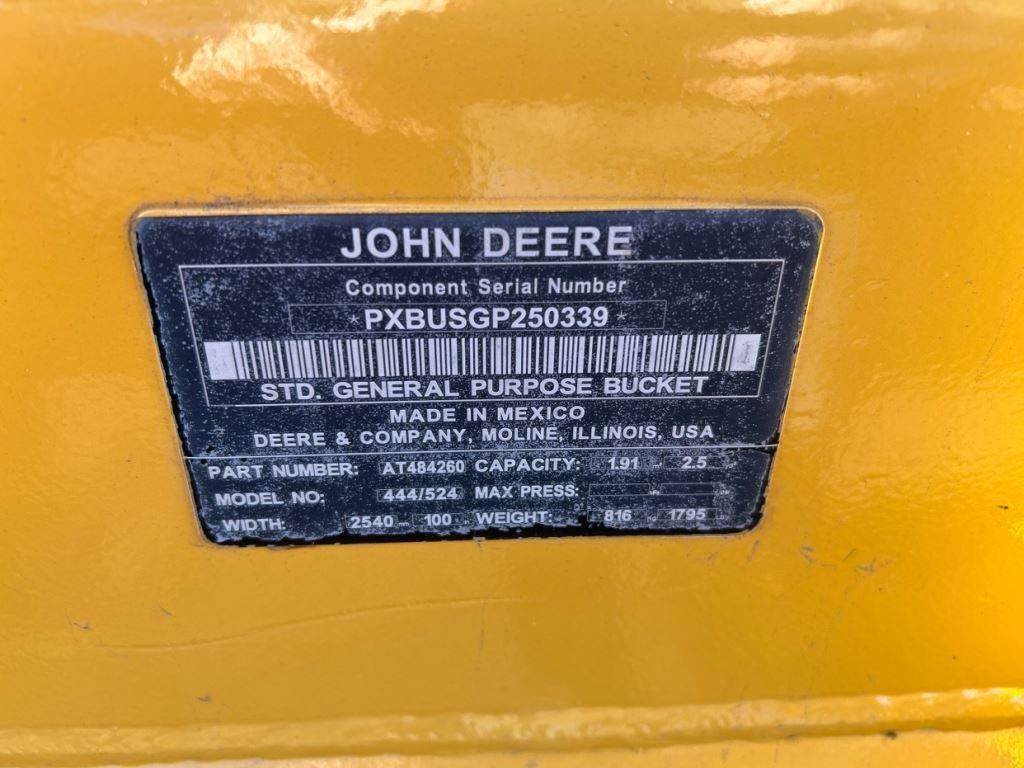 JOHN DEERE
Component Serial Number
*PXBUSGP250339*
STD. GENERAL PURPOSE BUCKET
MADE IN MEXICO
DEERE & COMPANY, MOLINE, ILLINOIS, USA
PART NUMBER: AT484260 CAPACITY: 1.91 2.5
MODEL NO: 444/524 MAX PRESS:
WIDTH: 2540 mm 100 WEIGHT: 816 1795